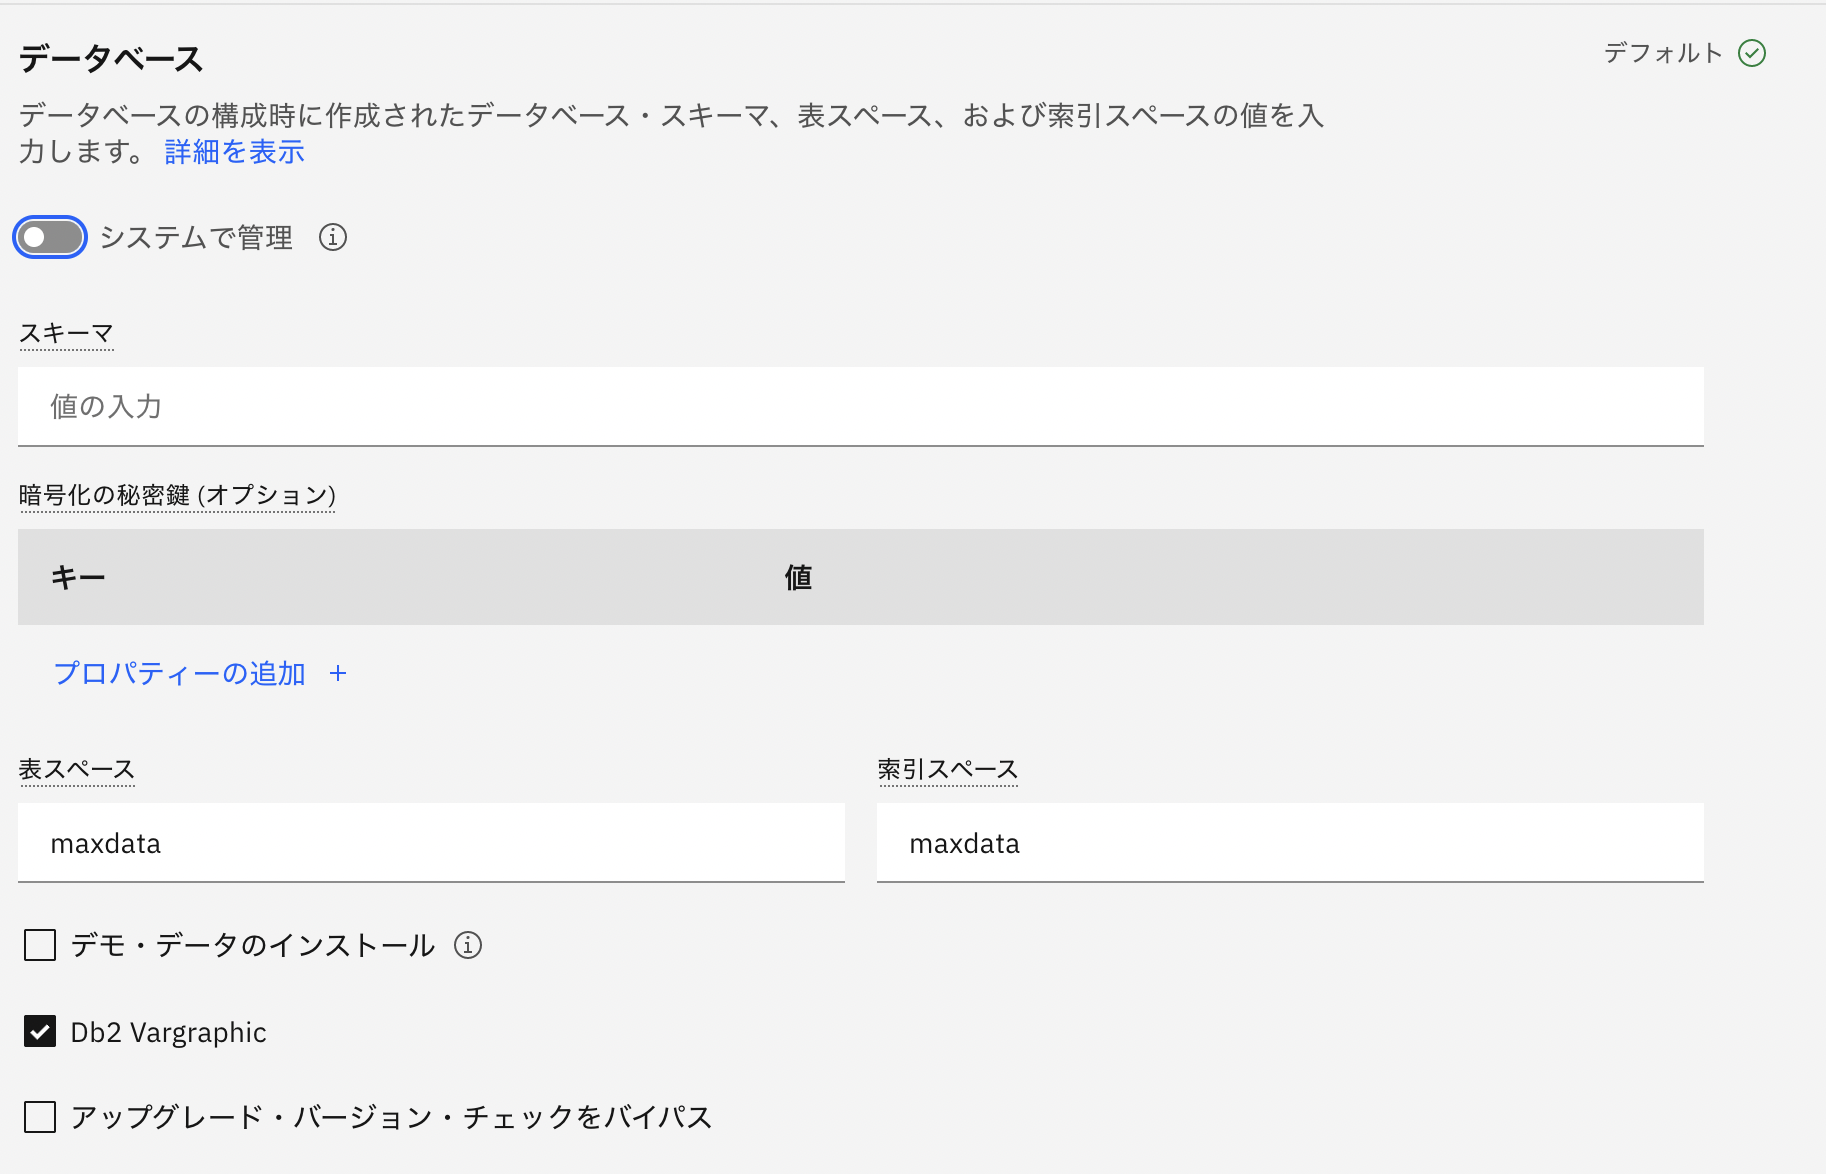 データベース
デフォルト
データベースの構成時に作成されたデータベース・スキーマ、表スペース、および索引スペースの値を入
力します。 詳細を表示
システムで管理
スキーマ
値の入力
暗号化の秘密鍵 (オプション)
キー 値
プロパティーの追加 +
表スペース 索引スペース
maxdata maxdata
デモ・データのインストール
Db2 Vargraphic
アップグレード・バージョン・チェックをバイパス